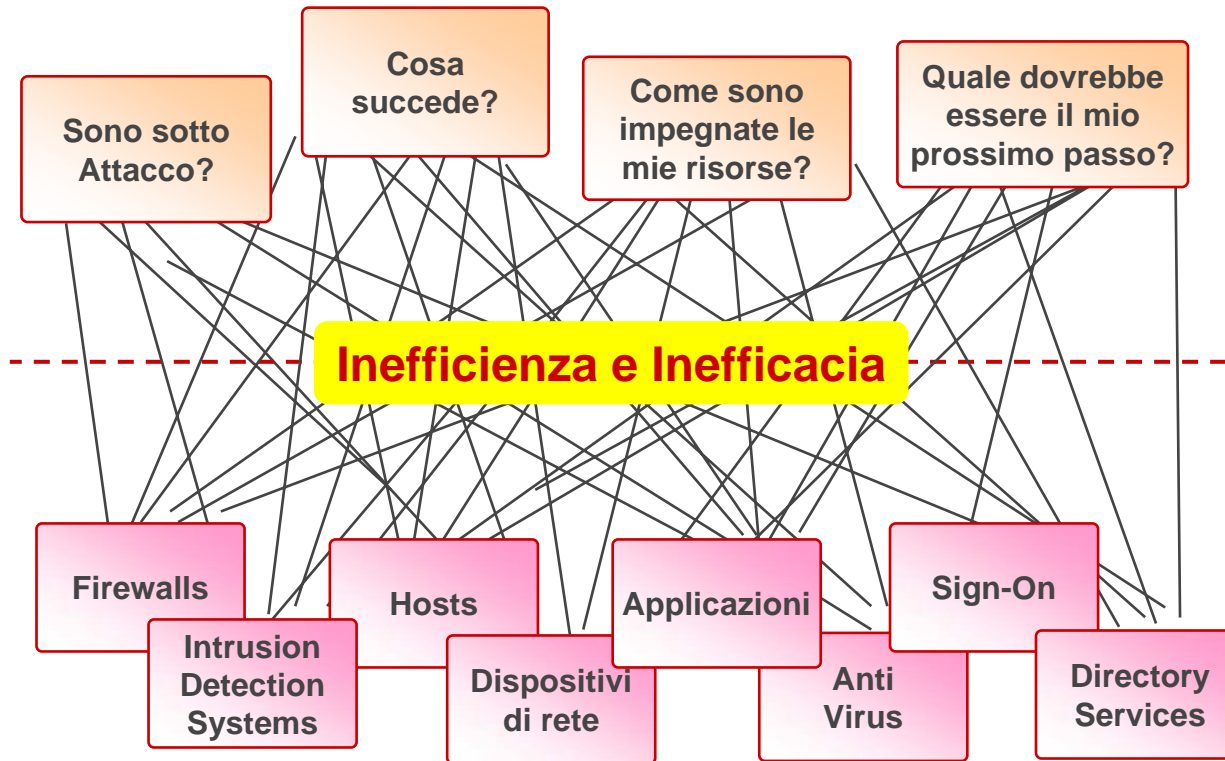 Sono sotto
Attacco?
Cosa
succede?
Come sono
impegnate le
mie risorse?
Quale dovrebbe
essere il mio
prossimo passo?
Inefficienza e Inefficacia
Firewalls
Intrusion
Detection
Systems
Hosts
Dispositivi
di rete
Applicazioni
Anti
Virus
Sign-On
Directory
Services